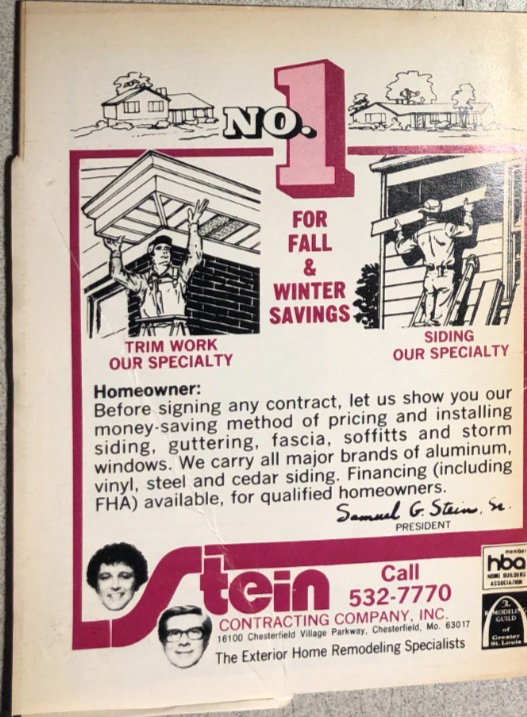 NO. 1
FOR
FALL
&
WINTER
SAVINGS
TRIM WORK
OUR SPECIALTY
SIDING
OUR SPECIALTY
Homeowner:
Before signing any contract, let us show you our
money-saving method of pricing and installing
siding, guttering, fascia, soffitts and storm
windows. We carry all major brands of aluminum,
vinyl, steel and cedar siding. Financing (including
FHA) available, for qualified homeowners.
Samuel G. Stein, Sr.
PRESIDENT
Stein
CONTRACTING COMPANY, INC.
16100 Chesterfield Village Parkway, Chesterfield, Mo. 63017
The Exterior Home Remodeling Specialists
Call
532-7770
member
hba
HOME BUILDERS
ASSOCIATION
REMODELERS
GUILD
of
Greater
St. Louis